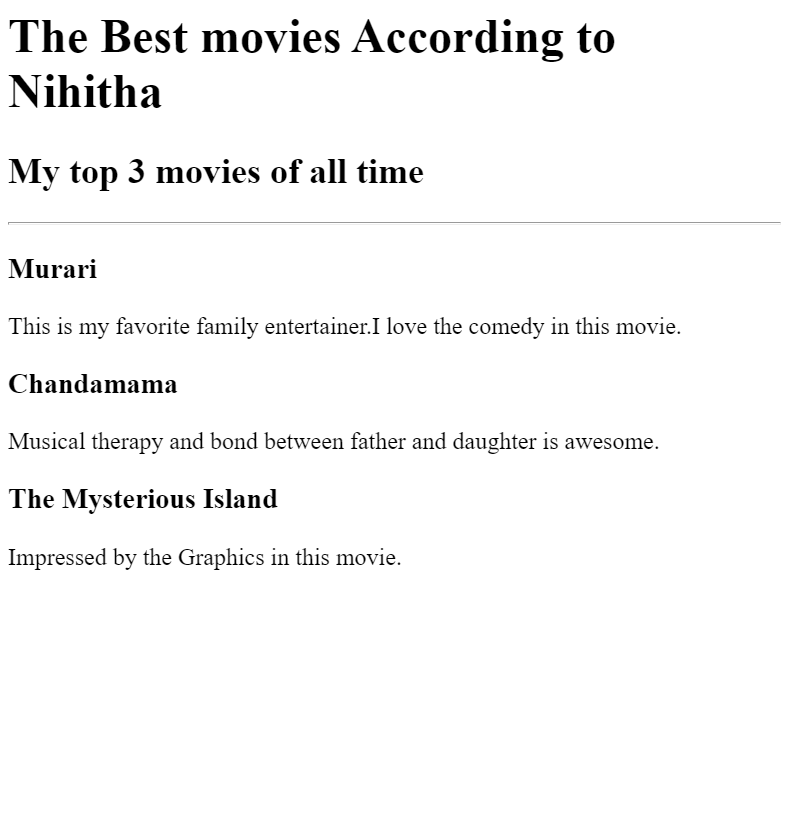 The Best movies According to
Nihitha
My top 3 movies of all time
Murari
This is my favorite family entertainer.I love the comedy in this movie.
Chandamama
Musical therapy and bond between father and daughter is awesome.
The Mysterious Island
Impressed by the Graphics in this movie.